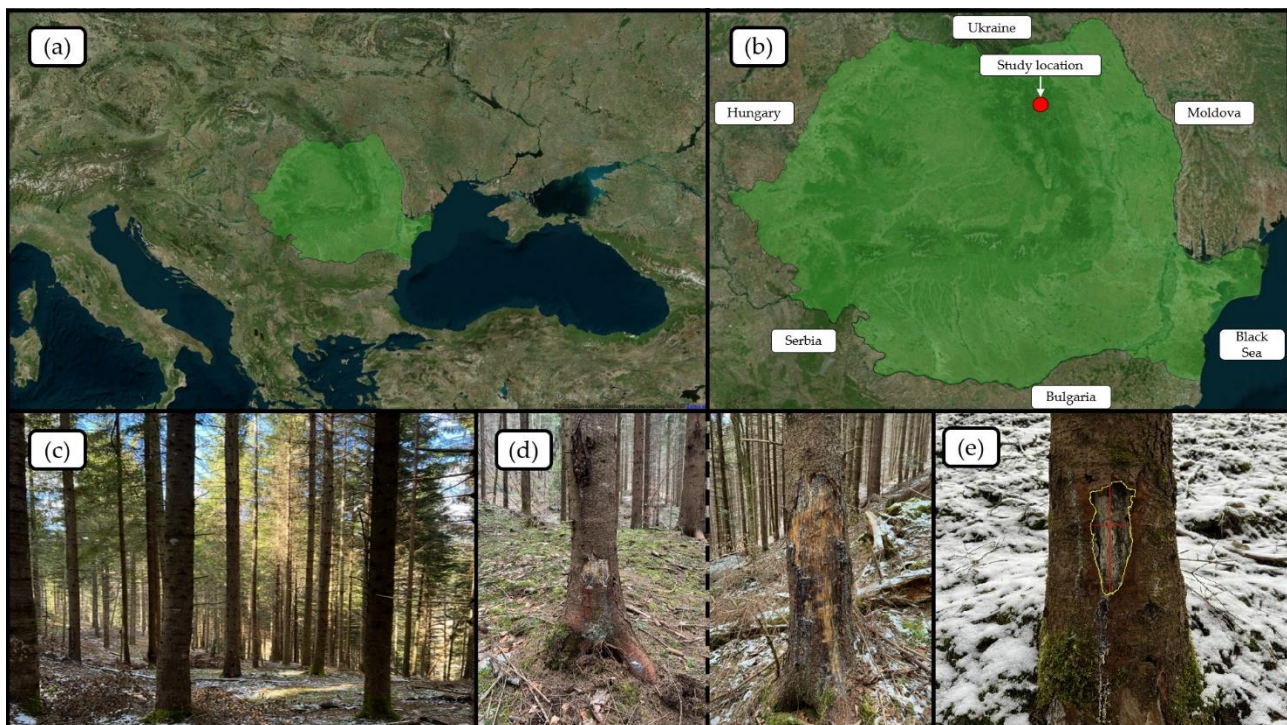 (a)
(b)
Ukraine
Study location
Hungary
Moldova
Serbia
Black
Sea
Bulgaria
(c)
(d)
(e)